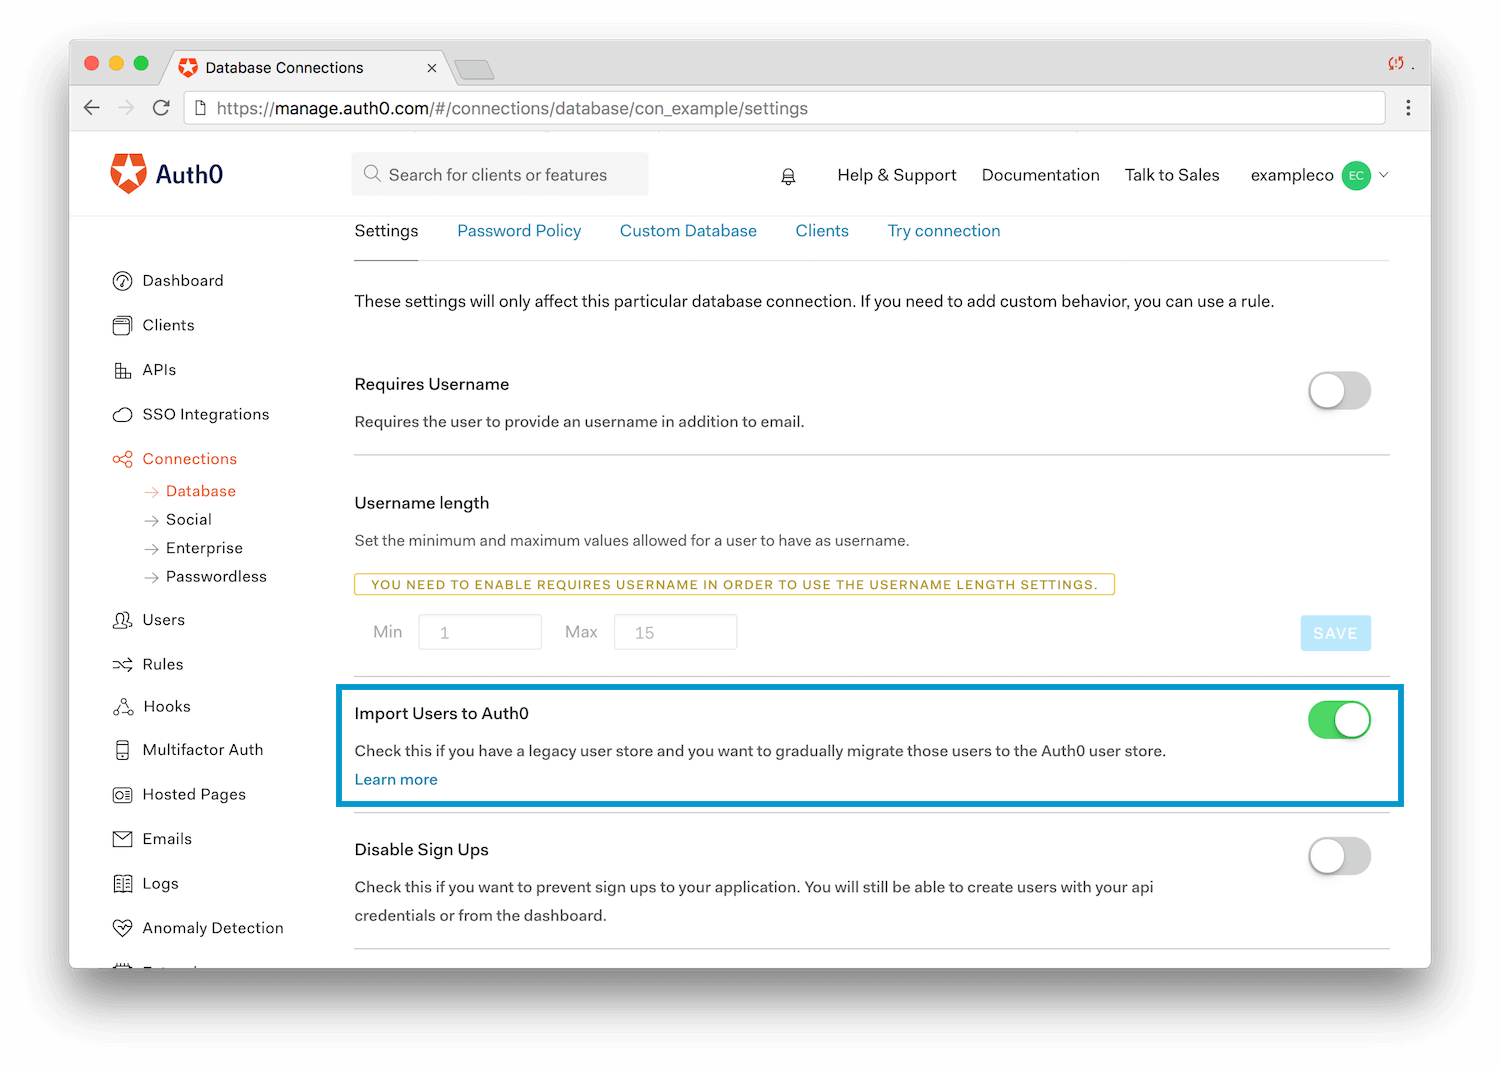 Database Connections
https://manage.auth0.com/#/connections/database/con_example/settings
Auth0
Search for clients or features
Help & Support
Documentation
Talk to Sales
exampleco
EC
Settings
Password Policy
Custom Database
Clients
Try connection
Dashboard
Clients
APIs
SSO Integrations
Connections
Database
Social
Enterprise
Passwordless
Users
Rules
Hooks
Multifactor Auth
Hosted Pages
Emails
Logs
Anomaly Detection
These settings will only affect this particular database connection. If you need to add custom behavior, you can use a rule.
Requires Username
Requires the user to provide an username in addition to email.
Username length
Set the minimum and maximum values allowed for a user to have as username.
YOU NEED TO ENABLE REQUIRES USERNAME IN ORDER TO USE THE USERNAME LENGTH SETTINGS.
Min
1
Max
15
SAVE
Import Users to Auth0
Check this if you have a legacy user store and you want to gradually migrate those users to the Auth0 user store.
Learn more
Disable Sign Ups
Check this if you want to prevent sign ups to your application. You will still be able to create users with your api
credentials or from the dashboard.